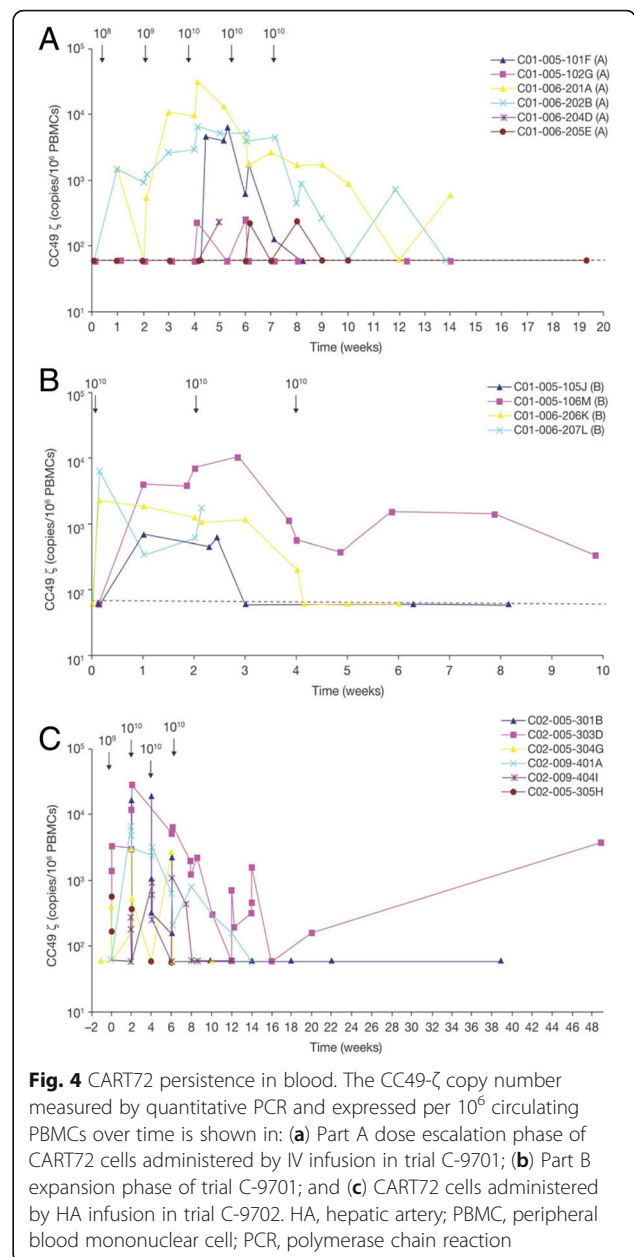 A
10⁸ 10⁹ 10¹⁰ 10¹⁰ 10¹⁰
C01-005-101F (A)
C01-005-102G (A)
C01-006-201A (A)
C01-006-202B (A)
C01-006-204D (A)
C01-006-205E (A)
CC49 ζ (copies/10⁶ PBMCs)
10⁵
10⁴
10³
10²
10¹
0 1 2 3 4 5 6 7 8 9 10 11 12 13 14 15 16 17 18 19 20
Time (weeks)
B
10¹⁰ 10¹⁰ 10¹⁰
C01-005-105J (B)
C01-005-106M (B)
C01-006-206K (B)
C01-006-207L (B)
CC49 ζ (copies/10⁶ PBMCs)
10⁵
10⁴
10³
10²
10¹
0 1 2 3 4 5 6 7 8 9 10
Time (weeks)
C
10⁹ 10¹⁰ 10¹⁰ 10¹⁰
C02-005-301B
C02-005-303D
C02-005-304G
C02-009-401A
C02-009-404I
C02-005-305H
CC49 ζ (copies/10⁶ PBMCs)
10⁵
10⁴
10³
10²
10¹
−2 0 2 4 6 8 10 12 14 16 18 20 22 24 26 28 30 32 34 36 38 40 42 44 46 48
Time (weeks)
Fig. 4 CART72 persistence in blood. The CC49-ζ copy number
measured by quantitative PCR and expressed per 10⁶ circulating
PBMCs over time is shown in: (a) Part A dose escalation phase of
CART72 cells administered by IV infusion in trial C-9701; (b) Part B
expansion phase of trial C-9701; and (c) CART72 cells administered
by HA infusion in trial C-9702. HA, hepatic artery; PBMC, peripheral
blood mononuclear cell; PCR, polymerase chain reaction